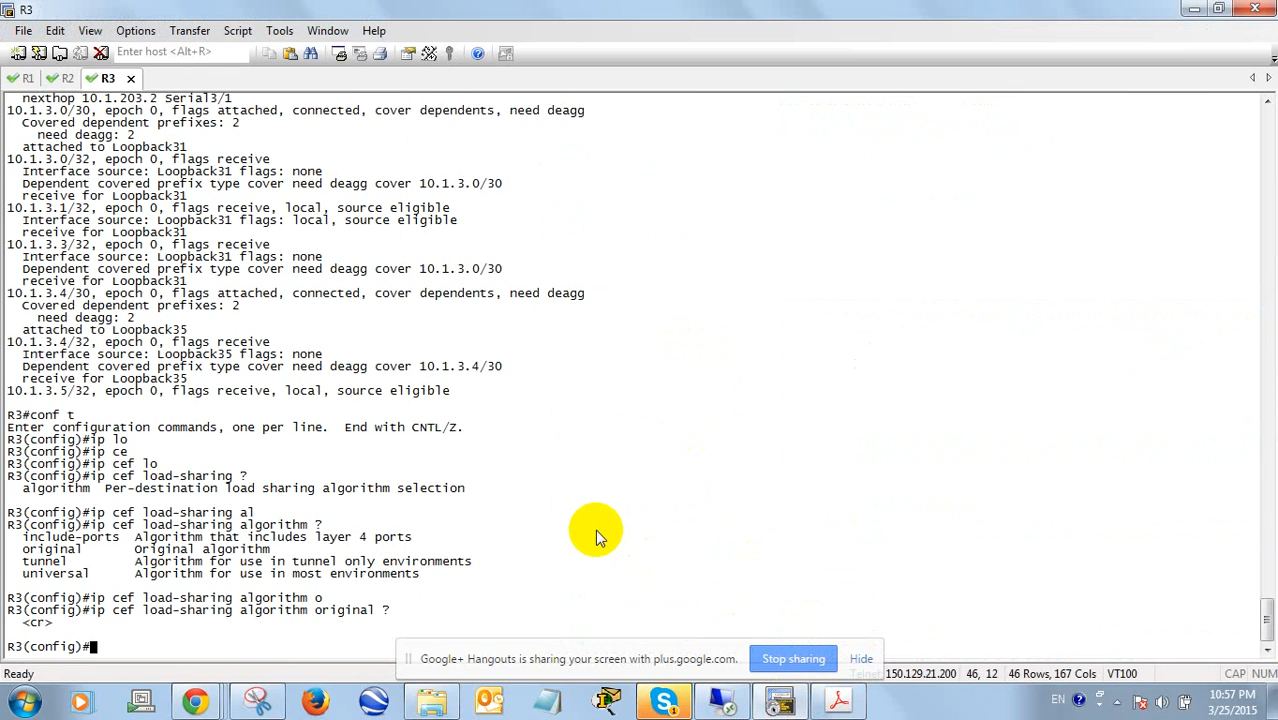 R3
File Edit View Options Transfer Script Tools Window Help
Enter host <Alt+R>
R1 R2 R3
nexthop 10.1.203.2 Serial3/1
10.1.3.0/30, epoch 0, flags attached, connected, cover dependents, need deagg
Covered dependent prefixes: 2
need deagg: 2
attached to Loopback31
10.1.3.0/32, epoch 0, flags receive
Interface source: Loopback31 flags: none
Dependent covered prefix type cover need deagg cover 10.1.3.0/30
receive for Loopback31
10.1.3.1/32, epoch 0, flags receive, local, source eligible
Interface source: Loopback31 flags: local, source eligible
receive for Loopback31
10.1.3.3/32, epoch 0, flags receive
Interface source: Loopback31 flags: none
Dependent covered prefix type cover need deagg cover 10.1.3.0/30
receive for Loopback31
10.1.3.4/30, epoch 0, flags attached, connected, cover dependents, need deagg
Covered dependent prefixes: 2
need deagg: 2
attached to Loopback35
10.1.3.4/32, epoch 0, flags receive
Interface source: Loopback35 flags: none
Dependent covered prefix type cover need deagg cover 10.1.3.4/30
receive for Loopback35
10.1.3.5/32, epoch 0, flags receive, local, source eligible
R3#conf t
Enter configuration commands, one per line. End with CNTL/Z.
R3(config)#ip lo
R3(config)#ip ce
R3(config)#ip cef lo
R3(config)#ip cef load-sharing ?
algorithm Per-destination load sharing algorithm selection
R3(config)#ip cef load-sharing al
R3(config)#ip cef load-sharing algorithm ?
include-ports Algorithm that includes layer 4 ports
original Original algorithm
tunnel Algorithm for use in tunnel only environments
universal Algorithm for use in most environments
R3(config)#ip cef load-sharing algorithm o
R3(config)#ip cef load-sharing algorithm original ?
<cr>
R3(config)#
Google+ Hangouts is sharing your screen with plus.google.com. Stop sharing Hide
Ready Telnet: 150.129.21.200 46, 12 46 Rows, 167 Cols VT100 CAP NUM
EN 10:57 PM
3/25/2015